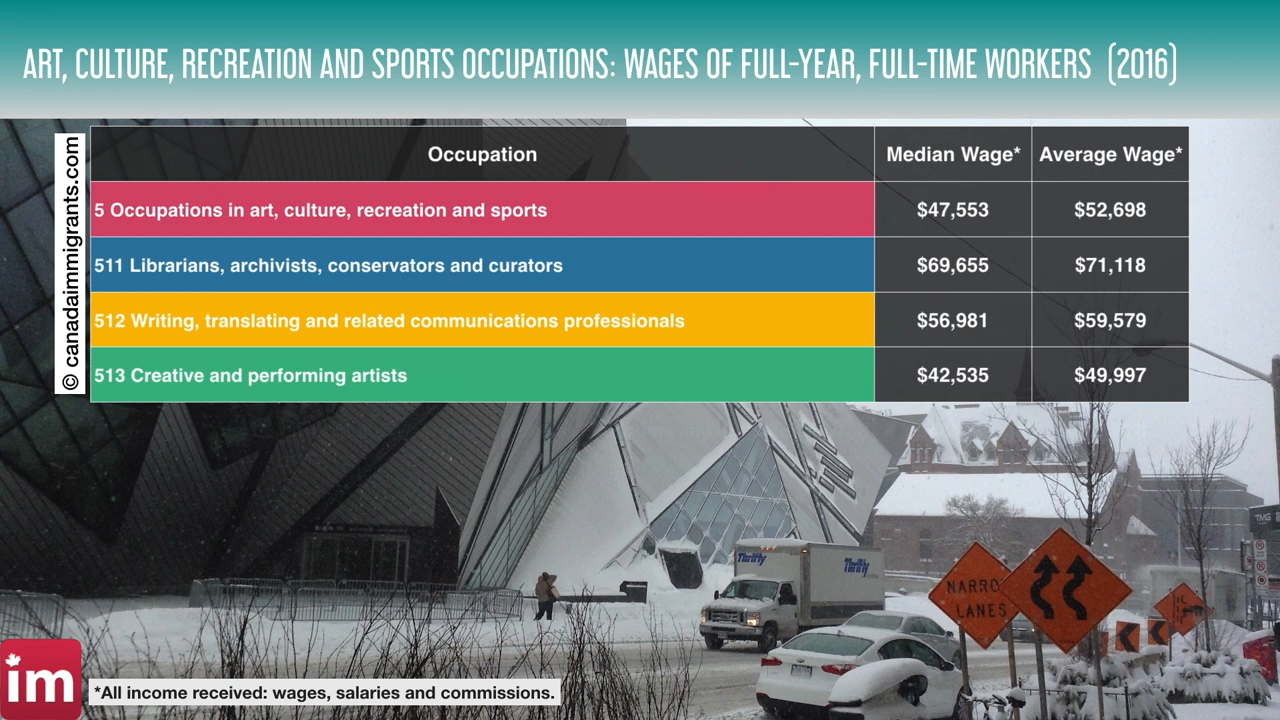 ART, CULTURE, RECREATION AND SPORTS OCCUPATIONS: WAGES OF FULL-YEAR, FULL-TIME WORKERS (2016)
© canadaimmigrants.com
Occupation Median Wage* Average Wage*
5 Occupations in art, culture, recreation and sports $47,553 $52,698
511 Librarians, archivists, conservators and curators $69,655 $71,118
512 Writing, translating and related communications professionals $56,981 $59,579
513 Creative and performing artists $42,535 $49,997
TMG
Thrifty Thrifty
NARRO
LANES
im
*All income received: wages, salaries and commissions.